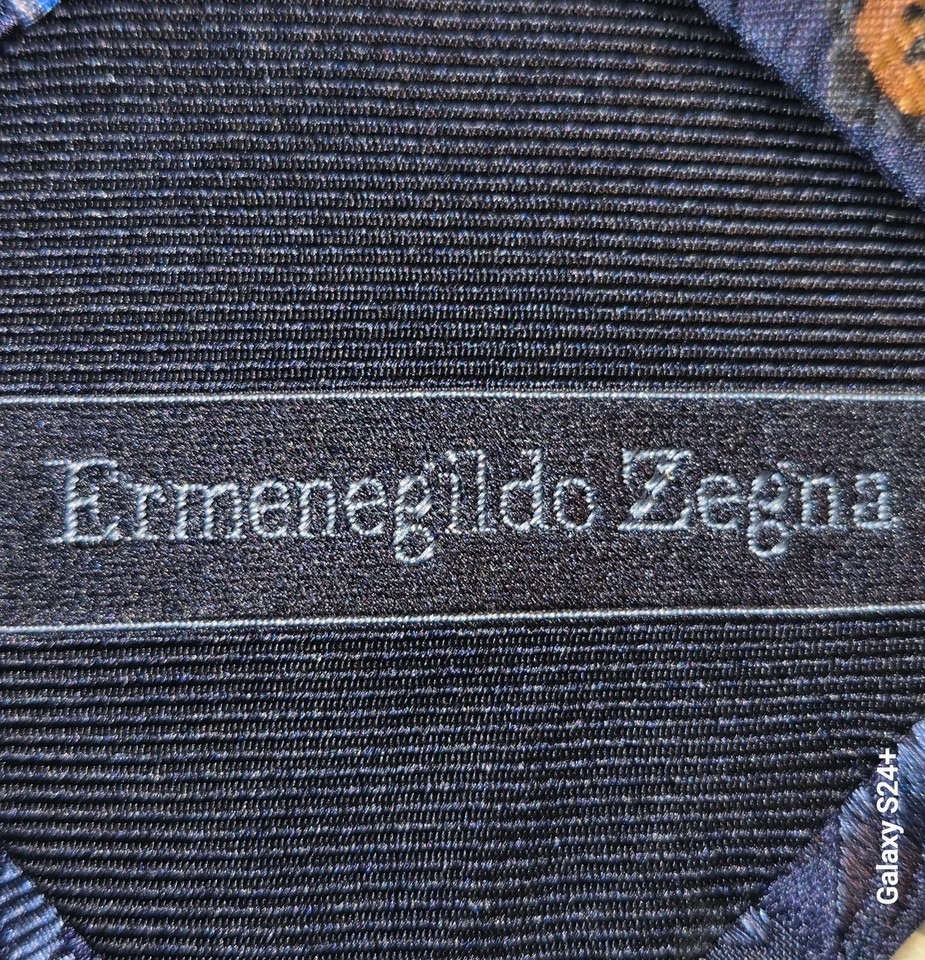 Ermenegildo Zegna
Galaxy S24+